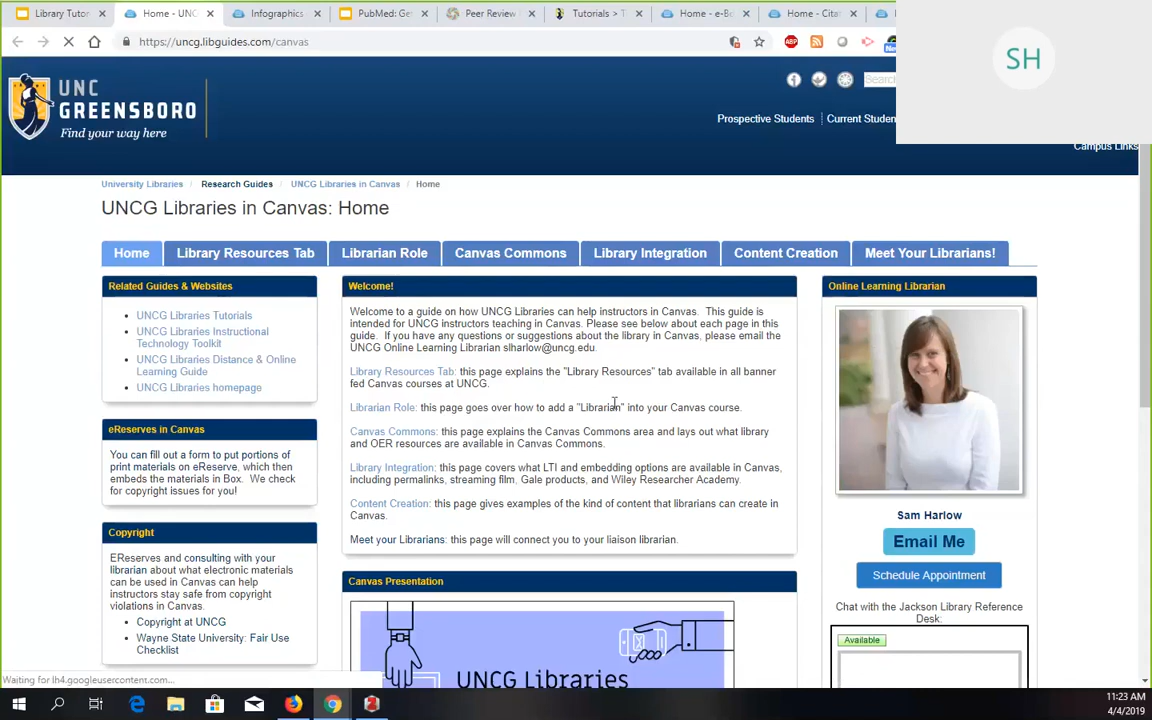 Library Tutor
Home - UNC
Infographics
PubMed: Ge
Peer Review
Tutorials > T
Home - e-B
Home - Cita
https://uncg.libguides.com/canvas
ABP
SH
UNC
GREENSBORO
Find your way here
Search
Prospective Students
Current Studen
Campus Links
University Libraries / Research Guides / UNCG Libraries in Canvas / Home
UNCG Libraries in Canvas: Home
Home
Library Resources Tab
Librarian Role
Canvas Commons
Library Integration
Content Creation
Meet Your Librarians!
Related Guides & Websites
UNCG Libraries Tutorials
UNCG Libraries Instructional
Technology Toolkit
UNCG Libraries Distance & Online
Learning Guide
UNCG Libraries homepage
eReserves in Canvas
You can fill out a form to put portions of
print materials on eReserve, which then
embeds the materials in Box. We check
for copyright issues for you!
Copyright
EReserves and consulting with your
librarian about what electronic materials
can be used in Canvas can help
instructors stay safe from copyright
violations in Canvas.
Copyright at UNCG
Wayne State University: Fair Use
Checklist
Welcome!
Welcome to a guide on how UNCG Libraries can help instructors in Canvas. This guide is
intended for UNCG instructors teaching in Canvas. Please see below about each page in this
guide. If you have any questions or suggestions about the library in Canvas, please email the
UNCG Online Learning Librarian slharlow@uncg.edu.
Library Resources Tab: this page explains the "Library Resources" tab available in all banner
fed Canvas courses at UNCG.
Librarian Role: this page goes over how to add a "Librarian" into your Canvas course.
Canvas Commons: this page explains the Canvas Commons area and lays out what library
and OER resources are available in Canvas Commons.
Library Integration: this page covers what LTI and embedding options are available in Canvas,
including permalinks, streaming film, Gale products, and Wiley Researcher Academy.
Content Creation: this page gives examples of the kind of content that librarians can create in
Canvas.
Meet your Librarians: this page will connect you to your liaison librarian.
Canvas Presentation
UNCG Libraries
Online Learning Librarian
Sam Harlow
Email Me
Schedule Appointment
Chat with the Jackson Library Reference
Desk:
Available
Waiting for lh4.googleusercontent.com...
11:23 AM
4/4/2019